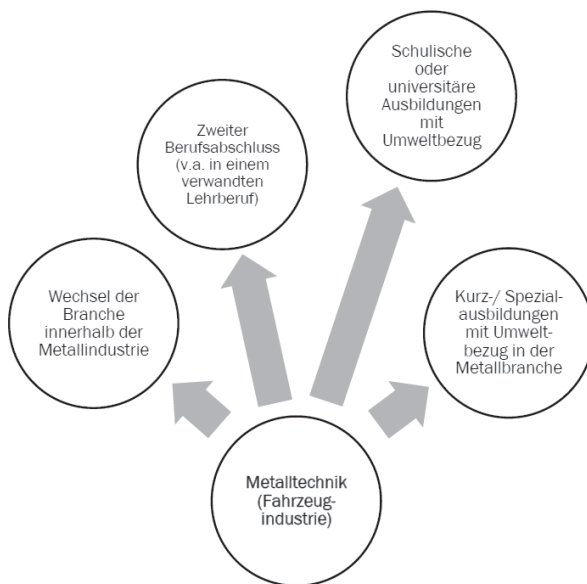 Schulische
oder
universitäre
Ausbildungen
mit
Umweltbezug
Zweiter
Berufsabschluss
(v.a. in einem
verwandten
Lehrberuf)
Wechsel der
Branche
innerhalb der
Metallindustrie
Kurz-/ Spezial-
ausbildungen
mit Umwelt-
bezug in der
Metallbranche
Metalltechnik
(Fahrzeug-
industrie)